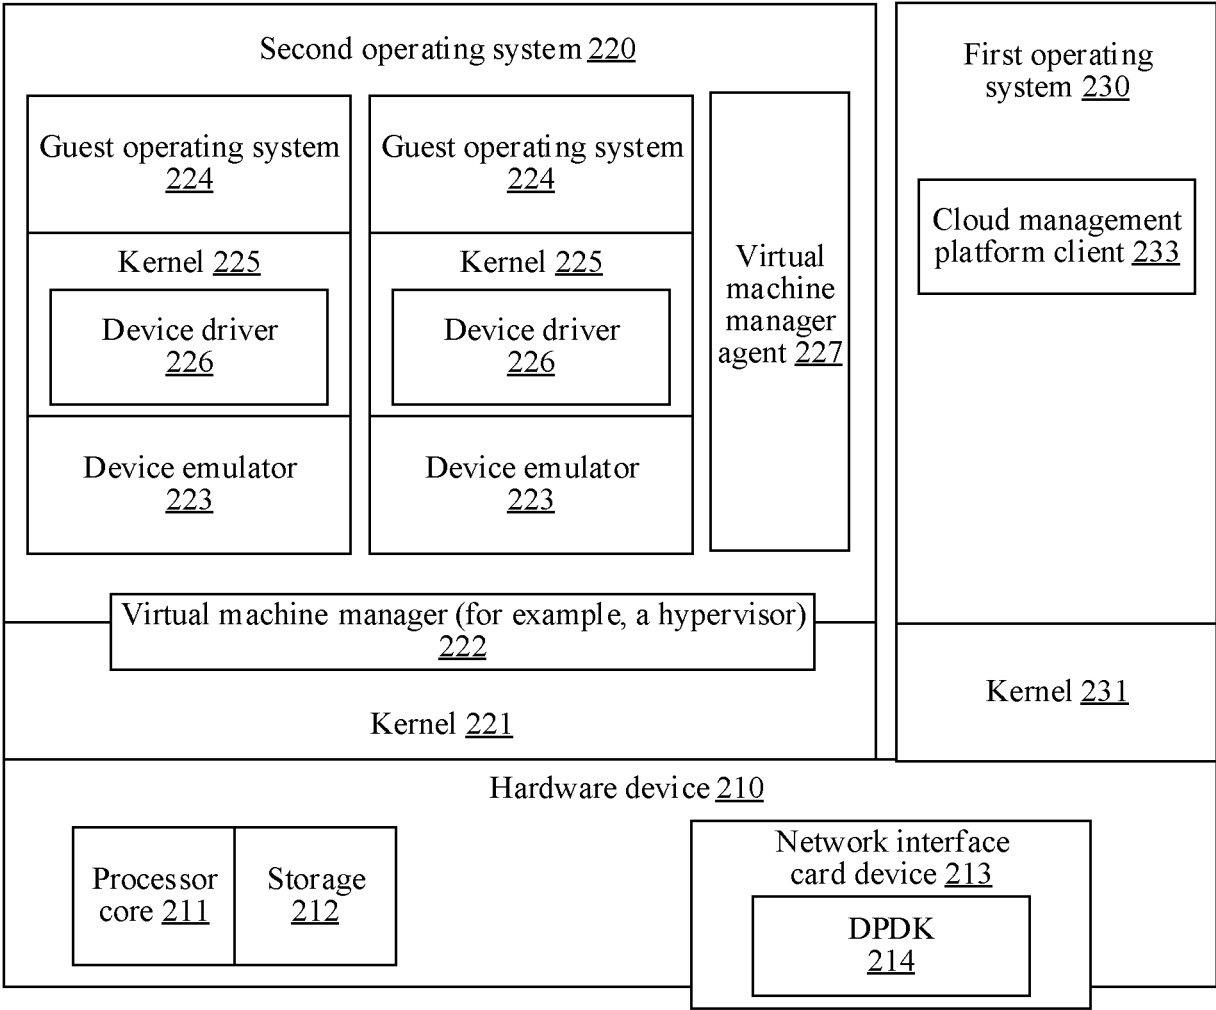 Second operating system 220
Guest operating system
224
Kernel 225
Device driver
226
Device emulator
223
Guest operating system
224
Kernel 225
Device driver
226
Device emulator
223
Virtual
machine
manager
agent 227
Virtual machine manager (for example, a hypervisor)
222
Kernel 221
First operating
system 230
Cloud management
platform client 233
Kernel 231
Hardware device 210
Processor
core 211
Storage
212
Network interface
card device 213
DPDK
214